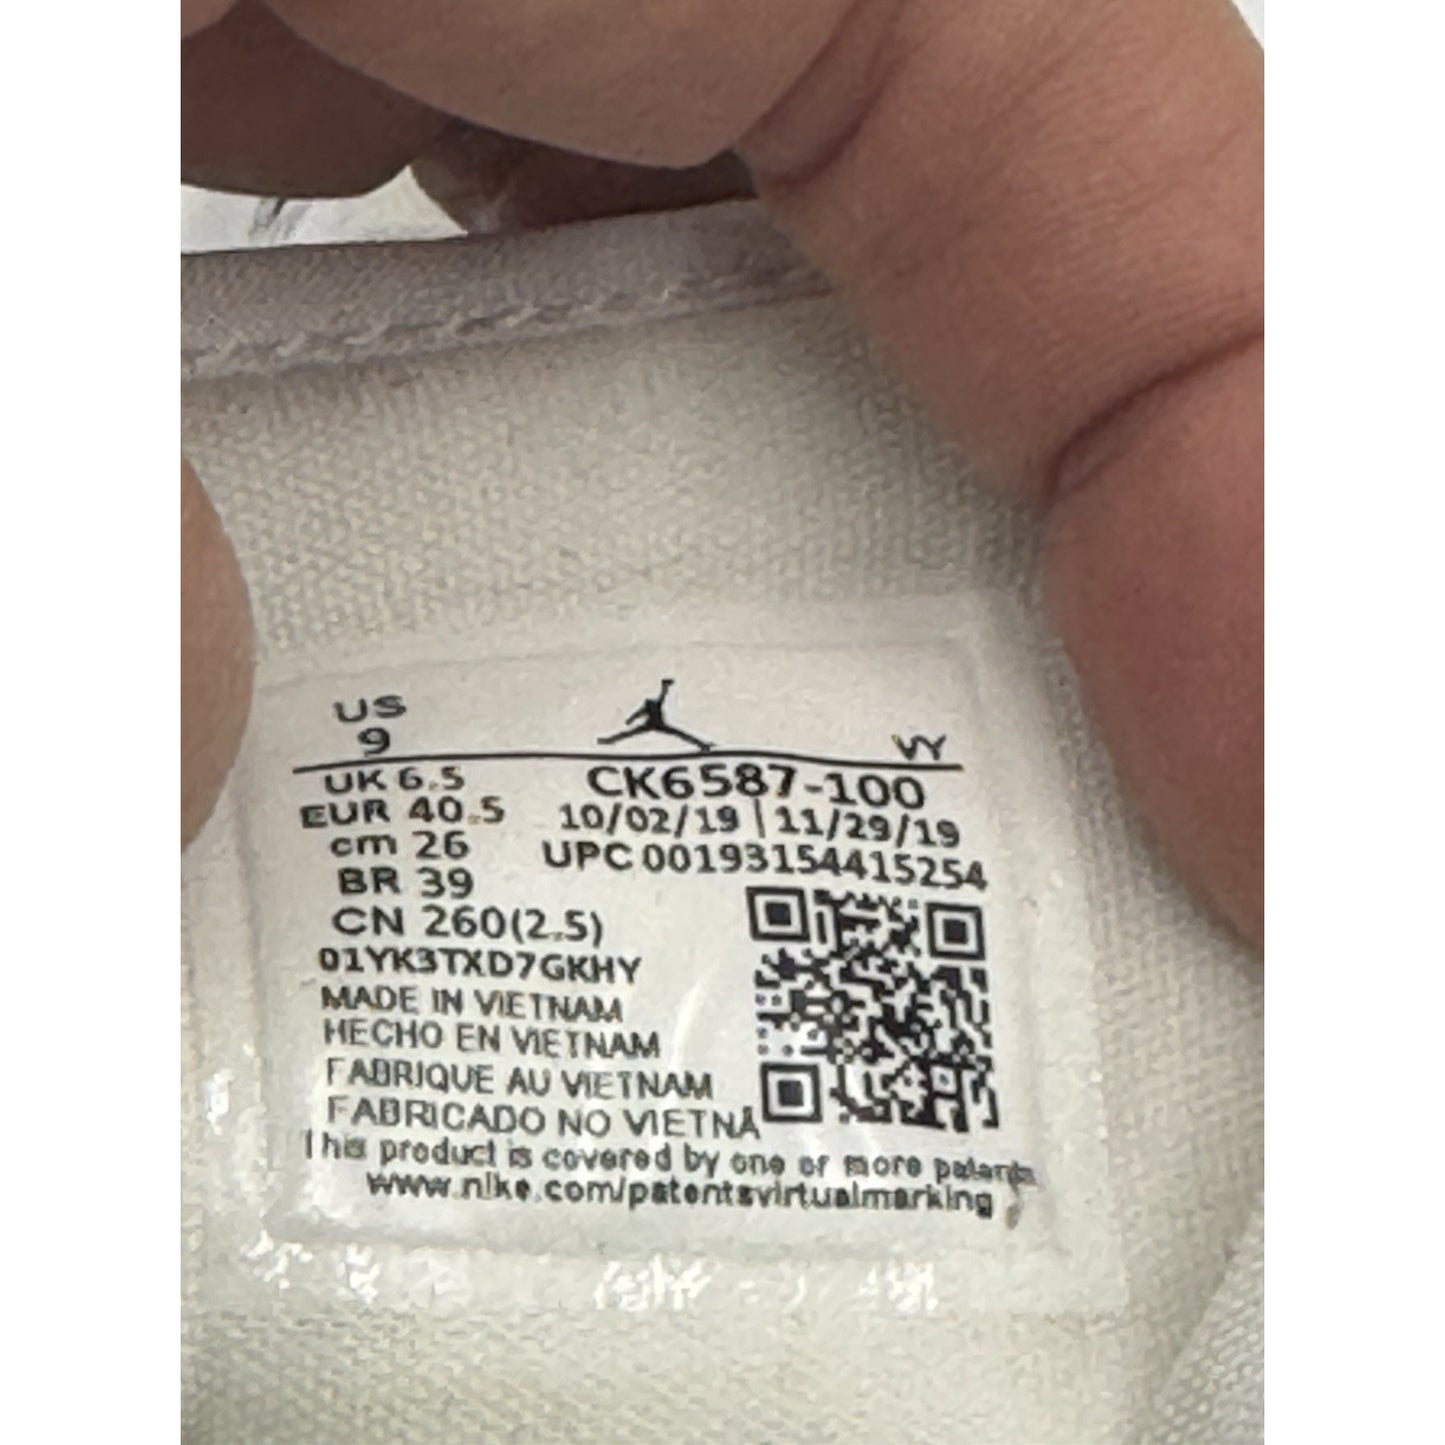 US
9
VY
UK 6.5
CK6587-100
EUR 40.5
10/02/19 | 11/29/19
cm 26
UPC 00193154415254
BR 39
CN 260(2.5)
01YK3TXD7GKHY
MADE IN VIETNAM
HECHO EN VIETNAM
FABRIQUE AU VIETNAM
FABRICADO NO VIETNÃ
This product is covered by one or more patents
www.nike.com/patentsvirtualmarking